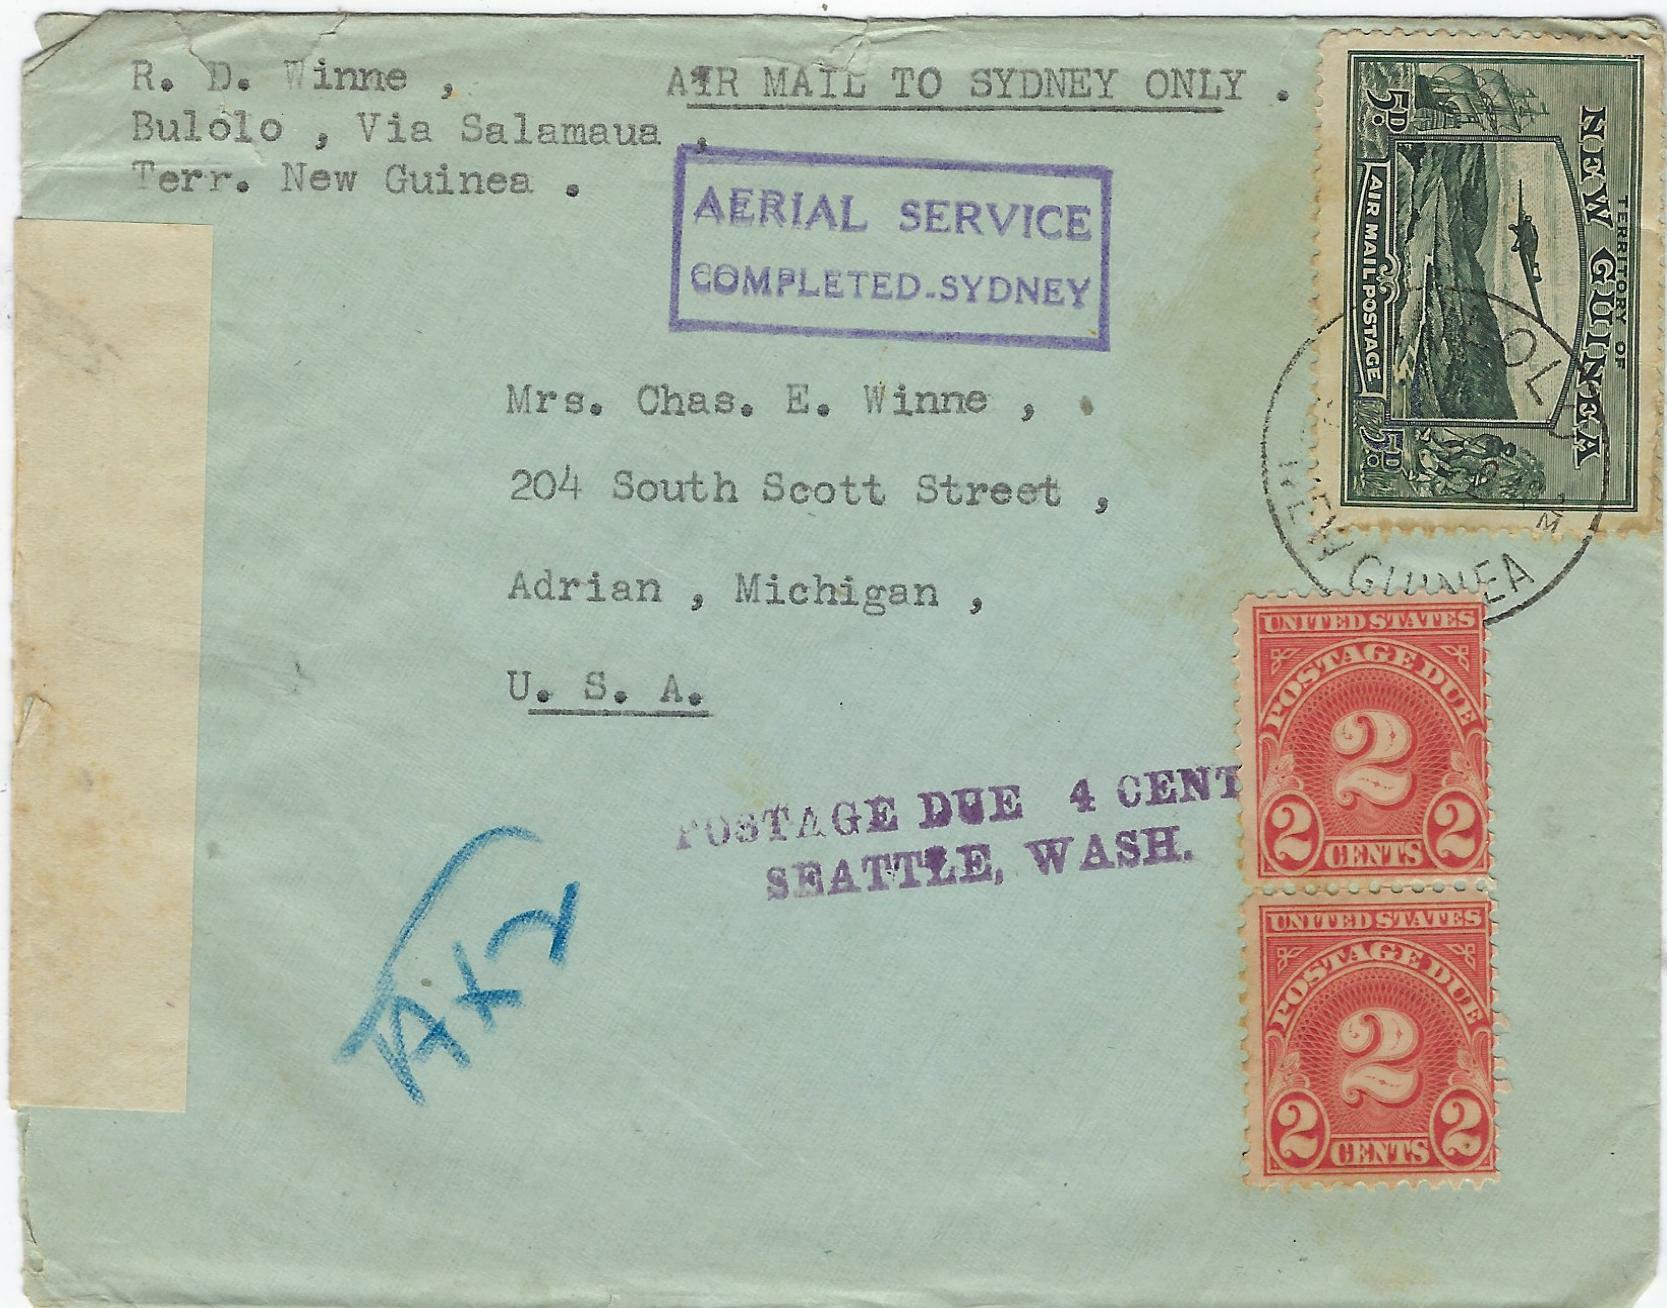 R. D. Winne ,
Bulolo , Via Salamaua ,
Terr. New Guinea .
AIR MAIL TO SYDNEY ONLY .
AERIAL SERVICE
COMPLETED-SYDNEY
TERRITORY OF
NEW GUINEA
5D.
5D.
AIR MAIL POSTAGE
NEW GUINEA
Mrs. Chas. E. Winne ,
204 South Scott Street ,
Adrian , Michigan ,
U. S. A.
POSTAGE DUE 4 CENT
SEATTLE, WASH.
UNITED STATES
POSTAGE DUE
2
2 CENTS 2
UNITED STATES
POSTAGE DUE
2
2 CENTS 2